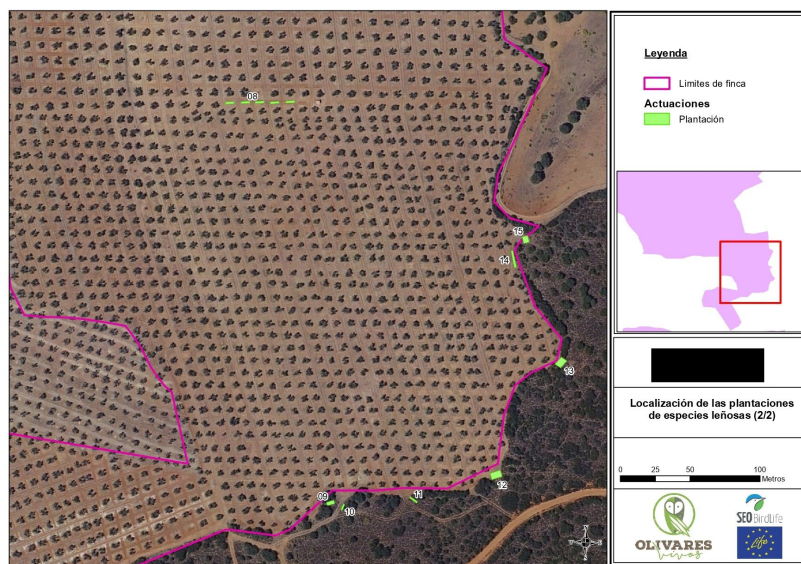 08
15
14
13
12
11
09
10
Leyenda
Limites de finca
Actuaciones
Plantación
Localización de las plantaciones
de especies leñosas (2/2)
0 25 50 100
Metros
OLIVARES
vivos
SEO BirdLife
Life